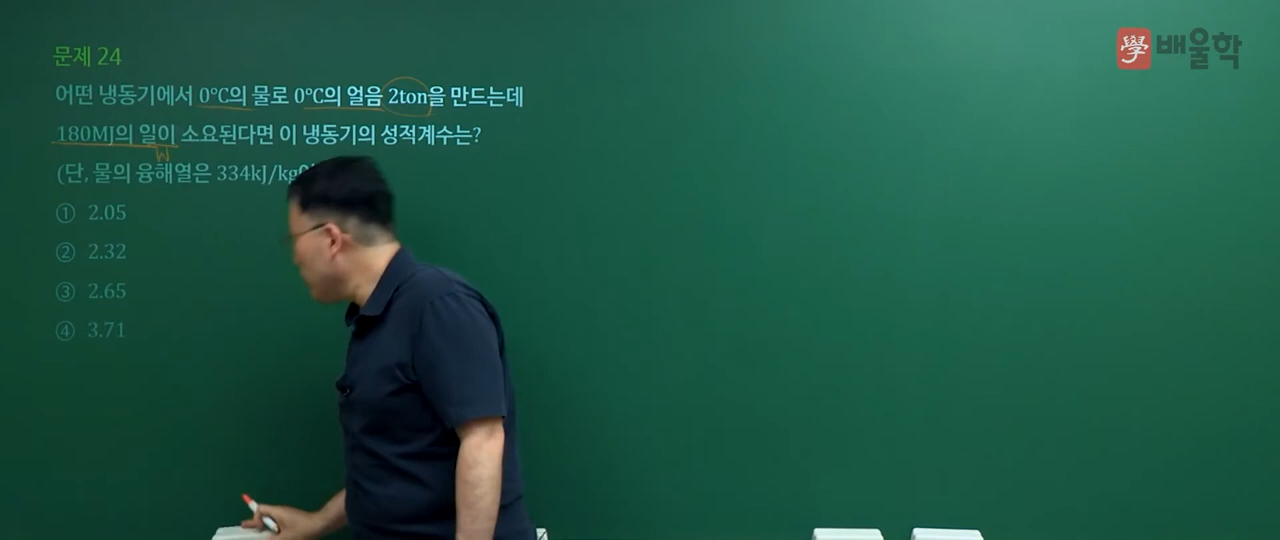 學 배울학
문제 24
어떤 냉동기에서 0℃의 물로 0℃의 얼음 2ton을 만드는데
180MJ의 일이 소요된다면 이 냉동기의 성적계수는?
W
(단, 물의 융해열은 334kJ/kg
① 2.05
② 2.32
③ 2.65
④ 3.71